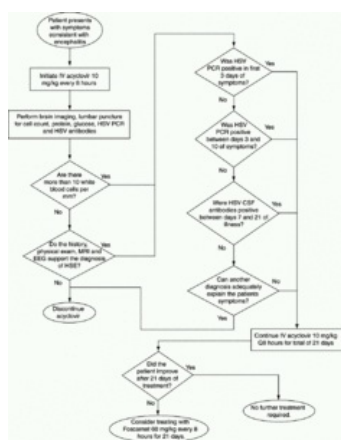 Patient presents
with symptoms
consistent with
encephalitis
Initiate IV acyclovir 10
mg/kg every 8 hours
Perform brain imaging, lumbar puncture
for cell count, protein, glucose, HSV PCR
and HSV antibodies
Are there
more than 10 white
blood cells per
mm³?
Yes
No
Do the history,
physical exam, MRI and
EEG support the diagnosis
of HSE?
Yes
No
Discontinue
acyclovir
Was HSV
PCR positive in first
3 days of
symptoms?
Yes
No
Was HSV
PCR positive
between days 3 and
10 of symptoms?
Yes
No
Were HSV CSF
antibodies positive
between days 7 and 21 of
illness?
Yes
No
Can another
diagnosis adequately
explain the patients
symptoms?
No
Yes
Continue IV acyclovir 10 mg/kg
Q8 hours for total of 21 days
Did the
patient improve
after 21 days of
treatment?
Yes
No
No further treatment
required.
Consider treating with
Foscarnet 60 mg/kg every 8
hours for 21 days